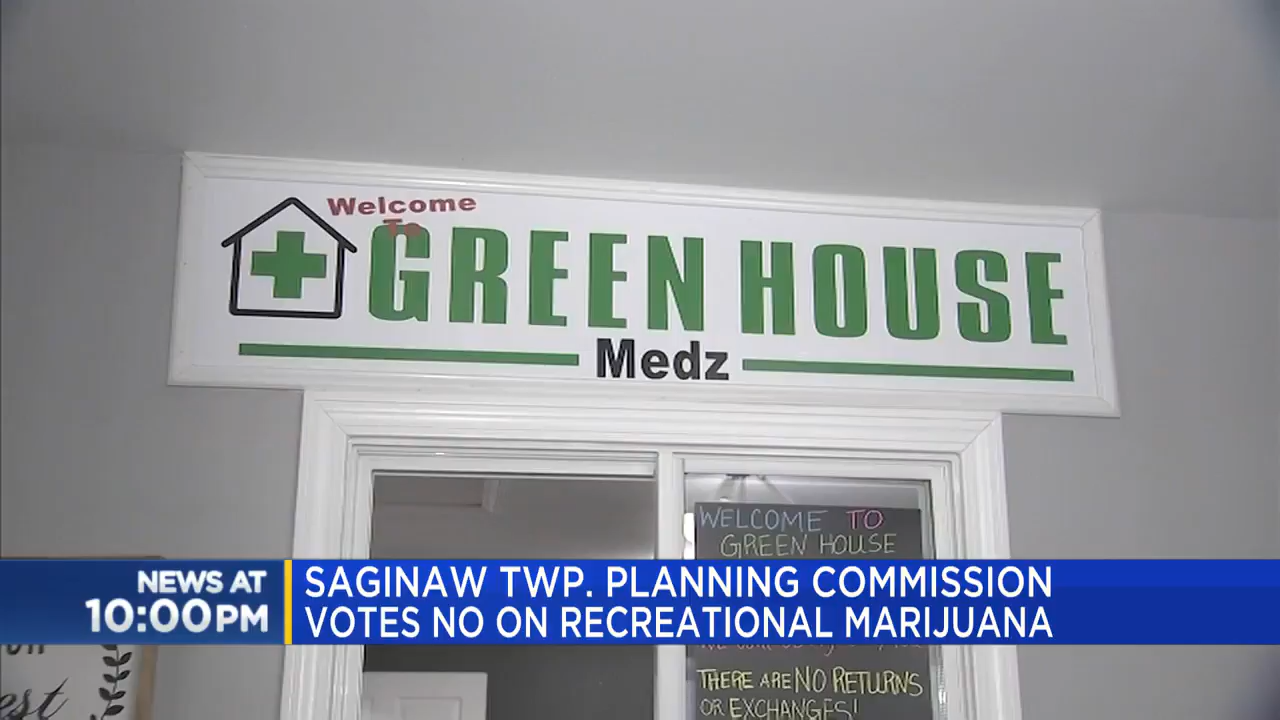 Welcome
To
GREEN HOUSE
Medz
WELCOME TO
GREEN HOUSE
NEWS AT
10:00PM
SAGINAW TWP. PLANNING COMMISSION
VOTES NO ON RECREATIONAL MARIJUANA
THERE ARE NO RETURNS
OR EXCHANGES!